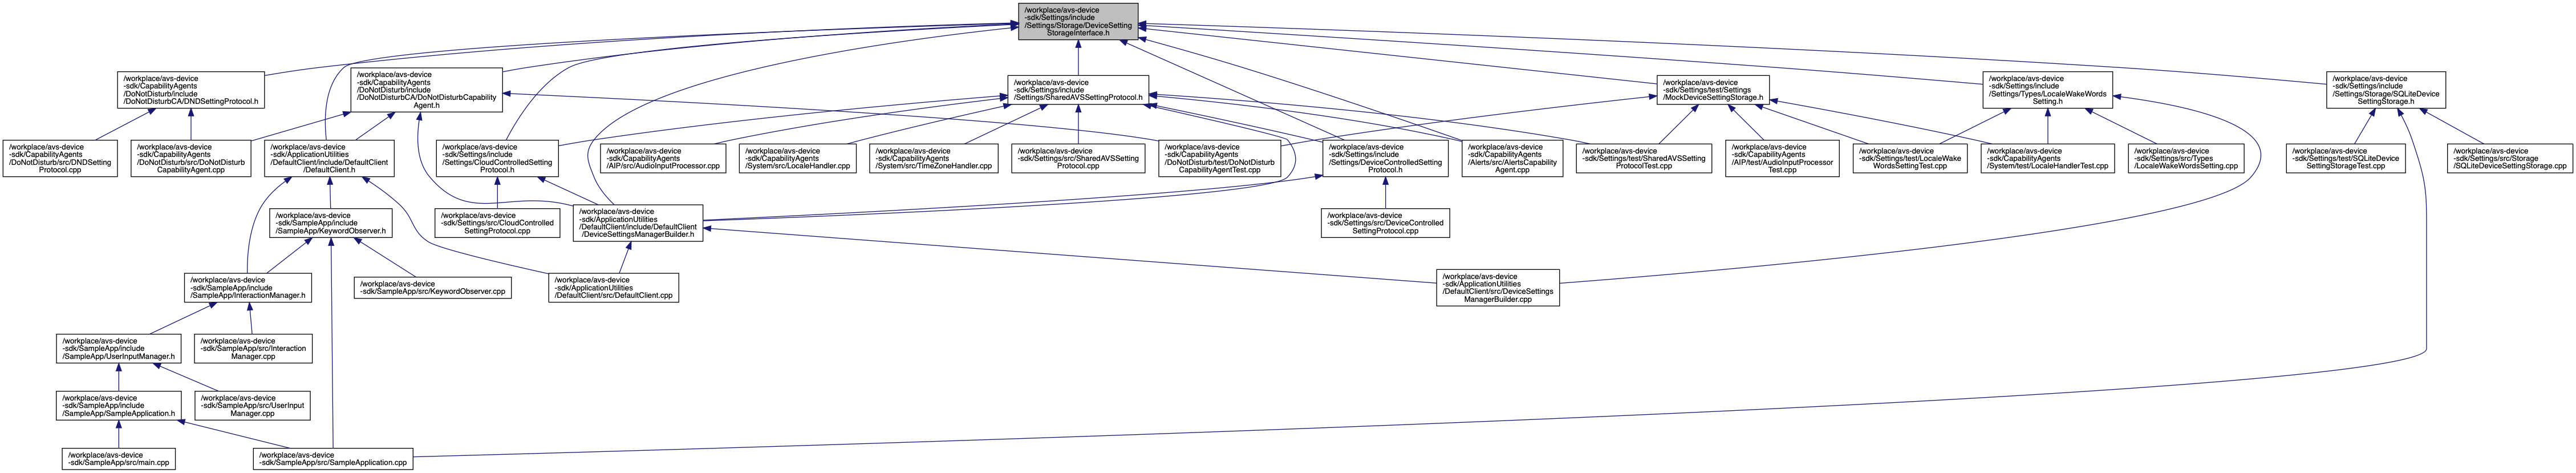 /workplace/avs-device
-sdk/Settings/include
/Settings/Storage/DeviceSetting
StorageInterface.h
/workplace/avs-device
-sdk/CapabilityAgents
/DoNotDisturb/include
/DoNotDisturbCA/DNDSettingProtocol.h
/workplace/avs-device
-sdk/CapabilityAgents
/DoNotDisturb/include
/DoNotDisturbCA/DoNotDisturbCapability
Agent.h
/workplace/avs-device
-sdk/Settings/include
/Settings/SharedAVSSettingProtocol.h
/workplace/avs-device
-sdk/Settings/test/Settings
/MockDeviceSettingStorage.h
/workplace/avs-device
-sdk/Settings/include
/Settings/Types/LocaleWakeWords
Setting.h
/workplace/avs-device
-sdk/Settings/include
/Settings/Storage/SQLiteDevice
SettingStorage.h
/workplace/avs-device
-sdk/CapabilityAgents
/DoNotDisturb/src/DNDSetting
Protocol.cpp
/workplace/avs-device
-sdk/CapabilityAgents
/DoNotDisturb/src/DoNotDisturb
CapabilityAgent.cpp
/workplace/avs-device
-sdk/ApplicationUtilities
/DefaultClient/include/DefaultClient
/DefaultClient.h
/workplace/avs-device
-sdk/Settings/include
/Settings/CloudControlledSetting
Protocol.h
/workplace/avs-device
-sdk/CapabilityAgents
/AIP/src/AudioInputProcessor.cpp
/workplace/avs-device
-sdk/CapabilityAgents
/System/src/LocaleHandler.cpp
/workplace/avs-device
-sdk/CapabilityAgents
/System/src/TimeZoneHandler.cpp
/workplace/avs-device
-sdk/Settings/src/SharedAVSSetting
Protocol.cpp
/workplace/avs-device
-sdk/CapabilityAgents
/DoNotDisturb/test/DoNotDisturb
CapabilityAgentTest.cpp
/workplace/avs-device
-sdk/Settings/include
/Settings/DeviceControlledSetting
Protocol.h
/workplace/avs-device
-sdk/CapabilityAgents
/Alerts/src/AlertsCapability
Agent.cpp
/workplace/avs-device
-sdk/Settings/test/SharedAVSSetting
ProtocolTest.cpp
/workplace/avs-device
-sdk/CapabilityAgents
/AIP/test/AudioInputProcessor
Test.cpp
/workplace/avs-device
-sdk/Settings/test/LocaleWake
WordsSettingTest.cpp
/workplace/avs-device
-sdk/CapabilityAgents
/System/test/LocaleHandlerTest.cpp
/workplace/avs-device
-sdk/Settings/src/Types
/LocaleWakeWordsSetting.cpp
/workplace/avs-device
-sdk/Settings/test/SQLiteDevice
SettingStorageTest.cpp
/workplace/avs-device
-sdk/Settings/src/Storage
/SQLiteDeviceSettingStorage.cpp
/workplace/avs-device
-sdk/SampleApp/include
/SampleApp/KeywordObserver.h
/workplace/avs-device
-sdk/Settings/src/CloudControlled
SettingProtocol.cpp
/workplace/avs-device
-sdk/ApplicationUtilities
/DefaultClient/include/DefaultClient
/DeviceSettingsManagerBuilder.h
/workplace/avs-device
-sdk/Settings/src/DeviceControlled
SettingProtocol.cpp
/workplace/avs-device
-sdk/SampleApp/include
/SampleApp/InteractionManager.h
/workplace/avs-device
-sdk/SampleApp/src/KeywordObserver.cpp
/workplace/avs-device
-sdk/ApplicationUtilities
/DefaultClient/src/DefaultClient.cpp
/workplace/avs-device
-sdk/ApplicationUtilities
/DefaultClient/src/DeviceSettings
ManagerBuilder.cpp
/workplace/avs-device
-sdk/SampleApp/include
/SampleApp/UserInputManager.h
/workplace/avs-device
-sdk/SampleApp/src/Interaction
Manager.cpp
/workplace/avs-device
-sdk/SampleApp/include
/SampleApp/SampleApplication.h
/workplace/avs-device
-sdk/SampleApp/src/UserInput
Manager.cpp
/workplace/avs-device
-sdk/SampleApp/src/main.cpp
/workplace/avs-device
-sdk/SampleApp/src/SampleApplication.cpp